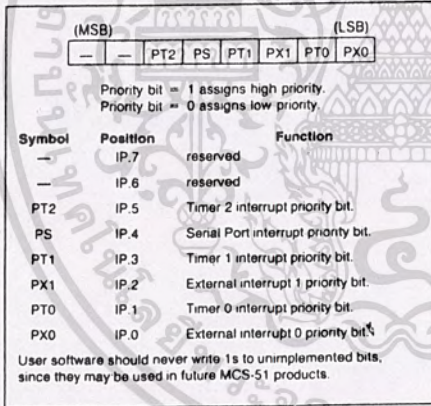 (MSB) (LSB)
— — PT2 PS PT1 PX1 PT0 PX0
Priority bit = 1 assigns high priority.
Priority bit = 0 assigns low priority.
Symbol Position Function
— IP.7 reserved
— IP.6 reserved
PT2 IP.5 Timer 2 interrupt priority bit.
PS IP.4 Serial Port interrupt priority bit.
PT1 IP.3 Timer 1 interrupt priority bit.
PX1 IP.2 External interrupt 1 priority bit.
PT0 IP.1 Timer 0 interrupt priority bit.
PX0 IP.0 External interrupt 0 priority bit.
User software should never write 1s to unimplemented bits,
since they may be used in future MCS-51 products.